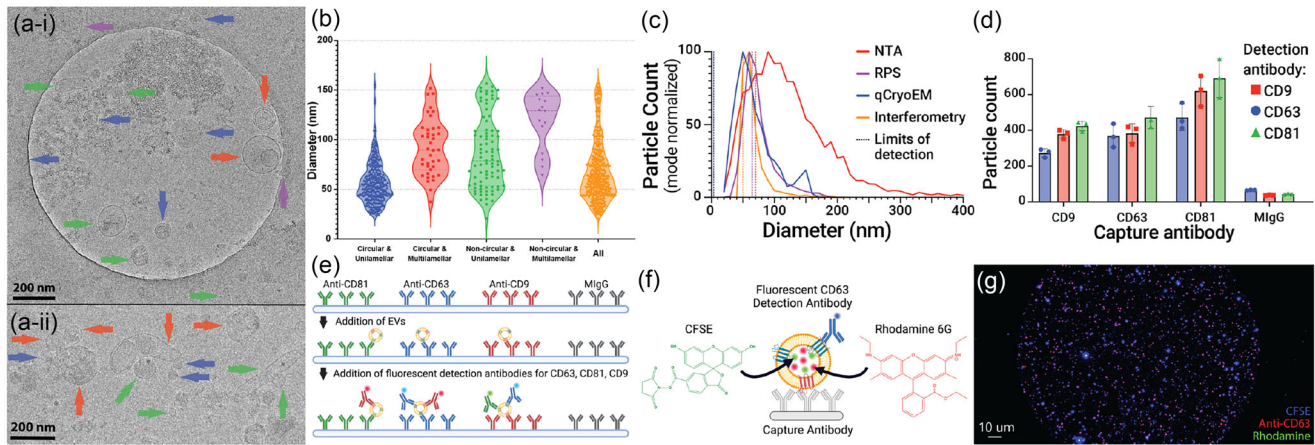 (a-i)
200 nm
(a-ii)
200 nm
(b)
Diameter (nm)
200
150
100
50
0
Circular &
Unilamellar
Circular &
Multilamellar
Non-circular &
Unilamellar
Non-circular &
Multilamellar
All
(c)
Particle Count
(mode normalized)
100
50
0
0
100
200
300
400
Diameter (nm)
NTA
RPS
qCryoEM
Interferometry
Limits of
detection
(d)
Particle count
800
600
400
200
0
CD9
CD63
CD81
MIgG
Capture antibody
Detection
antibody:
CD9
CD63
CD81
(e)
Anti-CD81
Anti-CD63
Anti-CD9
MIgG
Addition of EVs
Addition of fluorescent detection antibodies for CD63, CD81, CD9
(f)
Fluorescent CD63
Detection Antibody
CFSE
Rhodamine 6G
Capture Antibody
(g)
10 um
CFSE
Anti-CD63
Rhodamine